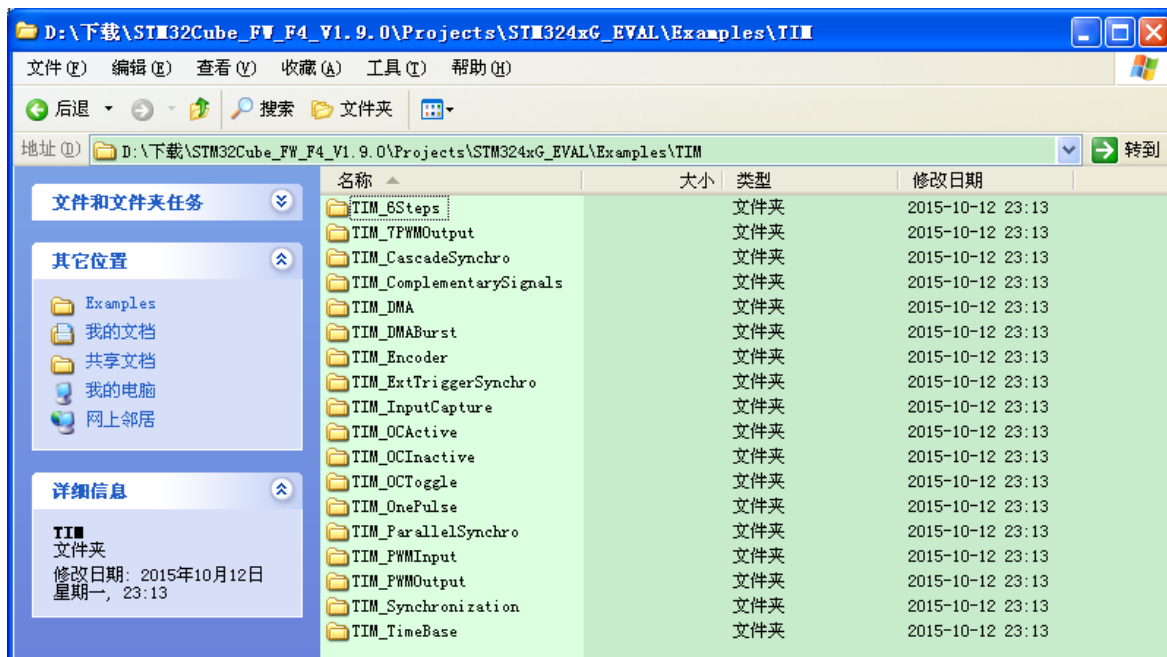 D:\下载\STM32Cube_FW_F4_V1.9.0\Projects\STM324xG_EVAL\Examples\TIM
文件(F) 编辑(E) 查看(V) 收藏(A) 工具(T) 帮助(H)
后退 搜索 文件夹
地址(D) D:\下载\STM32Cube_FW_F4_V1.9.0\Projects\STM324xG_EVAL\Examples\TIM 转到
文件和文件夹任务
其它位置
Examples
我的文档
共享文档
我的电脑
网上邻居
详细信息
TIM
文件夹
修改日期: 2015年10月12日
星期一, 23:13
名称 大小 类型 修改日期
TIM_6Steps 文件夹 2015-10-12 23:13
TIM_7PWMOutput 文件夹 2015-10-12 23:13
TIM_CascadeSynchro 文件夹 2015-10-12 23:13
TIM_ComplementarySignals 文件夹 2015-10-12 23:13
TIM_DMA 文件夹 2015-10-12 23:13
TIM_DMABurst 文件夹 2015-10-12 23:13
TIM_Encoder 文件夹 2015-10-12 23:13
TIM_ExtTriggerSynchro 文件夹 2015-10-12 23:13
TIM_InputCapture 文件夹 2015-10-12 23:13
TIM_OCActive 文件夹 2015-10-12 23:13
TIM_OCInactive 文件夹 2015-10-12 23:13
TIM_OCToggle 文件夹 2015-10-12 23:13
TIM_OnePulse 文件夹 2015-10-12 23:13
TIM_ParallelSynchro 文件夹 2015-10-12 23:13
TIM_PWMInput 文件夹 2015-10-12 23:13
TIM_PWMOutput 文件夹 2015-10-12 23:13
TIM_Synchronization 文件夹 2015-10-12 23:13
TIM_TimeBase 文件夹 2015-10-12 23:13